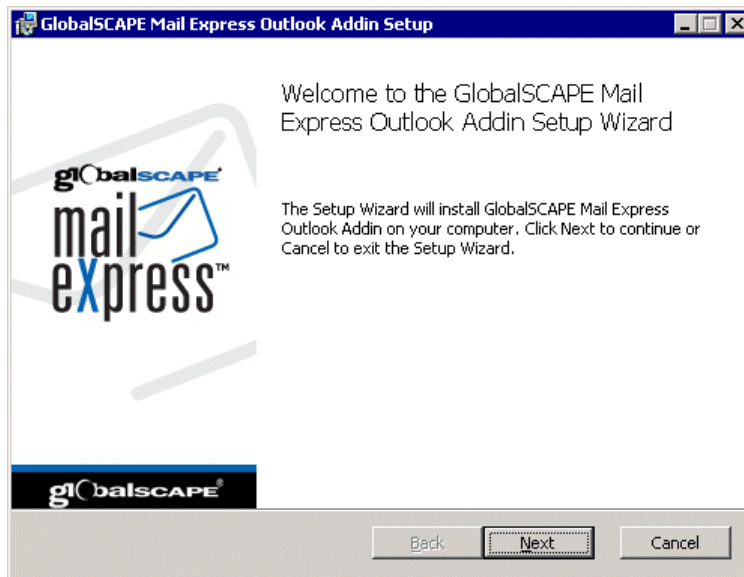 GlobalSCAPE Mail Express Outlook Addin Setup
Welcome to the GlobalSCAPE Mail
Express Outlook Addin Setup Wizard
globalSCAPE
mail
eXpress™
The Setup Wizard will install GlobalSCAPE Mail Express
Outlook Addin on your computer. Click Next to continue or
Cancel to exit the Setup Wizard.
globalSCAPE®
Back
Next
Cancel